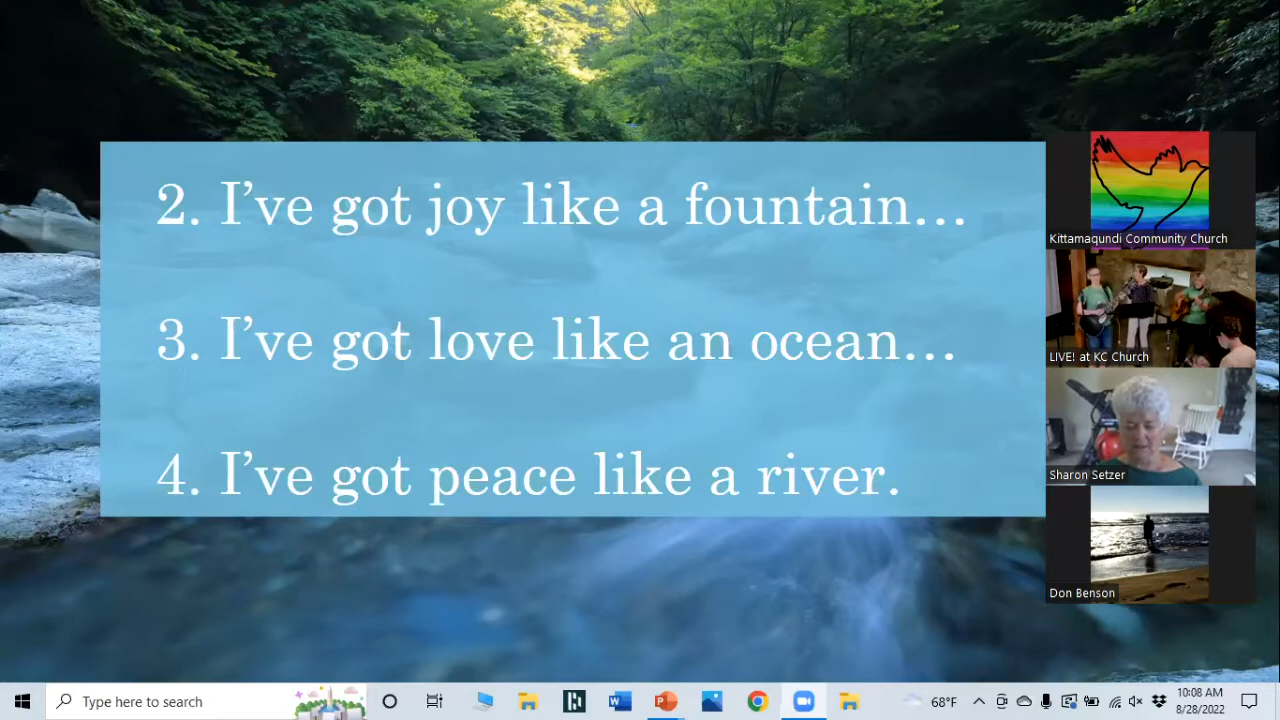 2. I’ve got joy like a fountain…
3. I’ve got love like an ocean…
4. I’ve got peace like a river.
Kittamaqundi Community Church
LIVE! at KC Church
Sharon Setzer
Don Benson
Type here to search
68°F
10:08 AM
8/28/2022